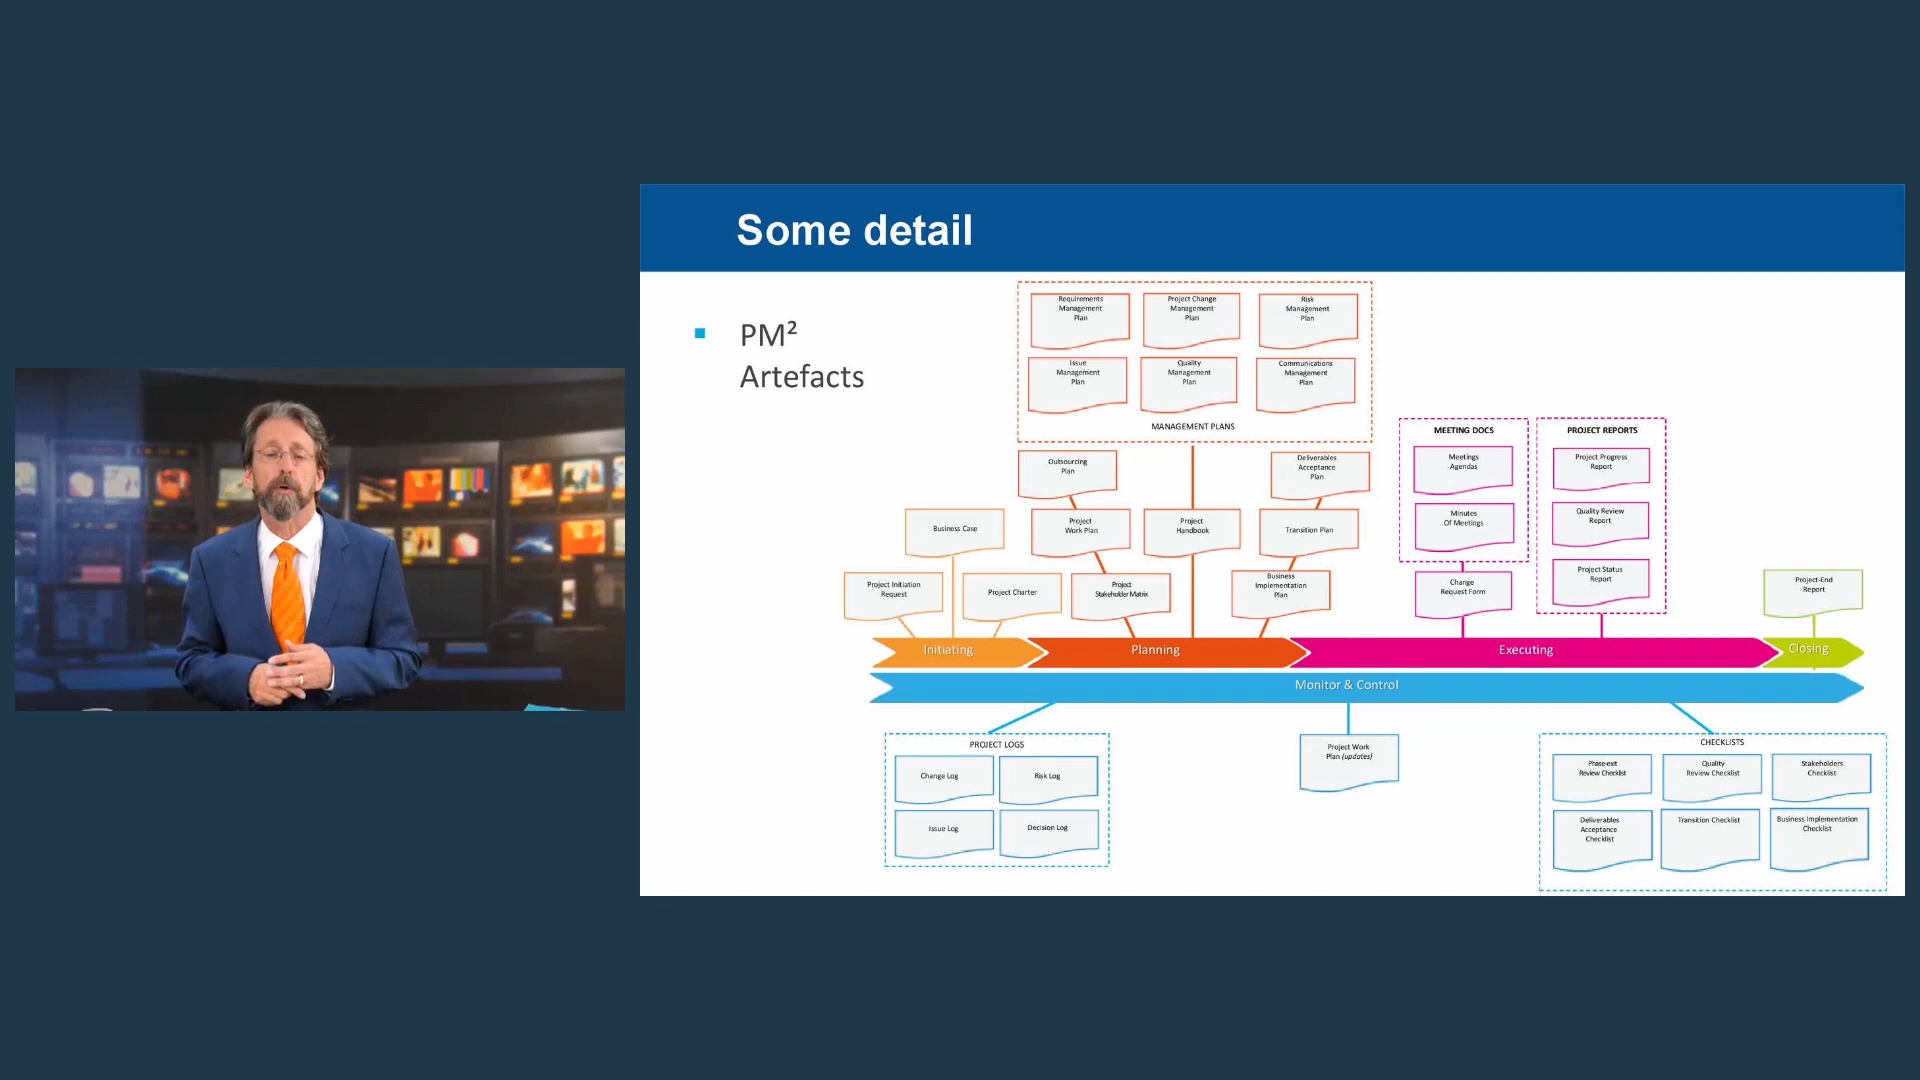 Some detail
PM²
Artefacts
Requirements
Management
Plan
Project Change
Management
Plan
Risk
Management
Plan
Issue
Management
Plan
Quality
Management
Plan
Communications
Management
Plan
MANAGEMENT PLANS
Outsourcing
Plan
Deliverables
Acceptance
Plan
Business Case
Project
Work Plan
Project
Handbook
Transition Plan
Project Initiation
Request
Project Charter
Project
Stakeholder Matrix
Business
Implementation
Plan
MEETING DOCS
Meetings
Agendas
Minutes
Of Meetings
Change
Request Form
PROJECT REPORTS
Project Progress
Report
Quality Review
Report
Project Status
Report
Project-End
Report
Initiating
Planning
Executing
Closing
Monitor & Control
PROJECT LOGS
Change Log
Risk Log
Issue Log
Decision Log
Project Work
Plan (updates)
CHECKLISTS
Phase-exit
Review Checklist
Quality
Review Checklist
Stakeholders
Checklist
Deliverables
Acceptance
Checklist
Transition Checklist
Business Implementation
Checklist